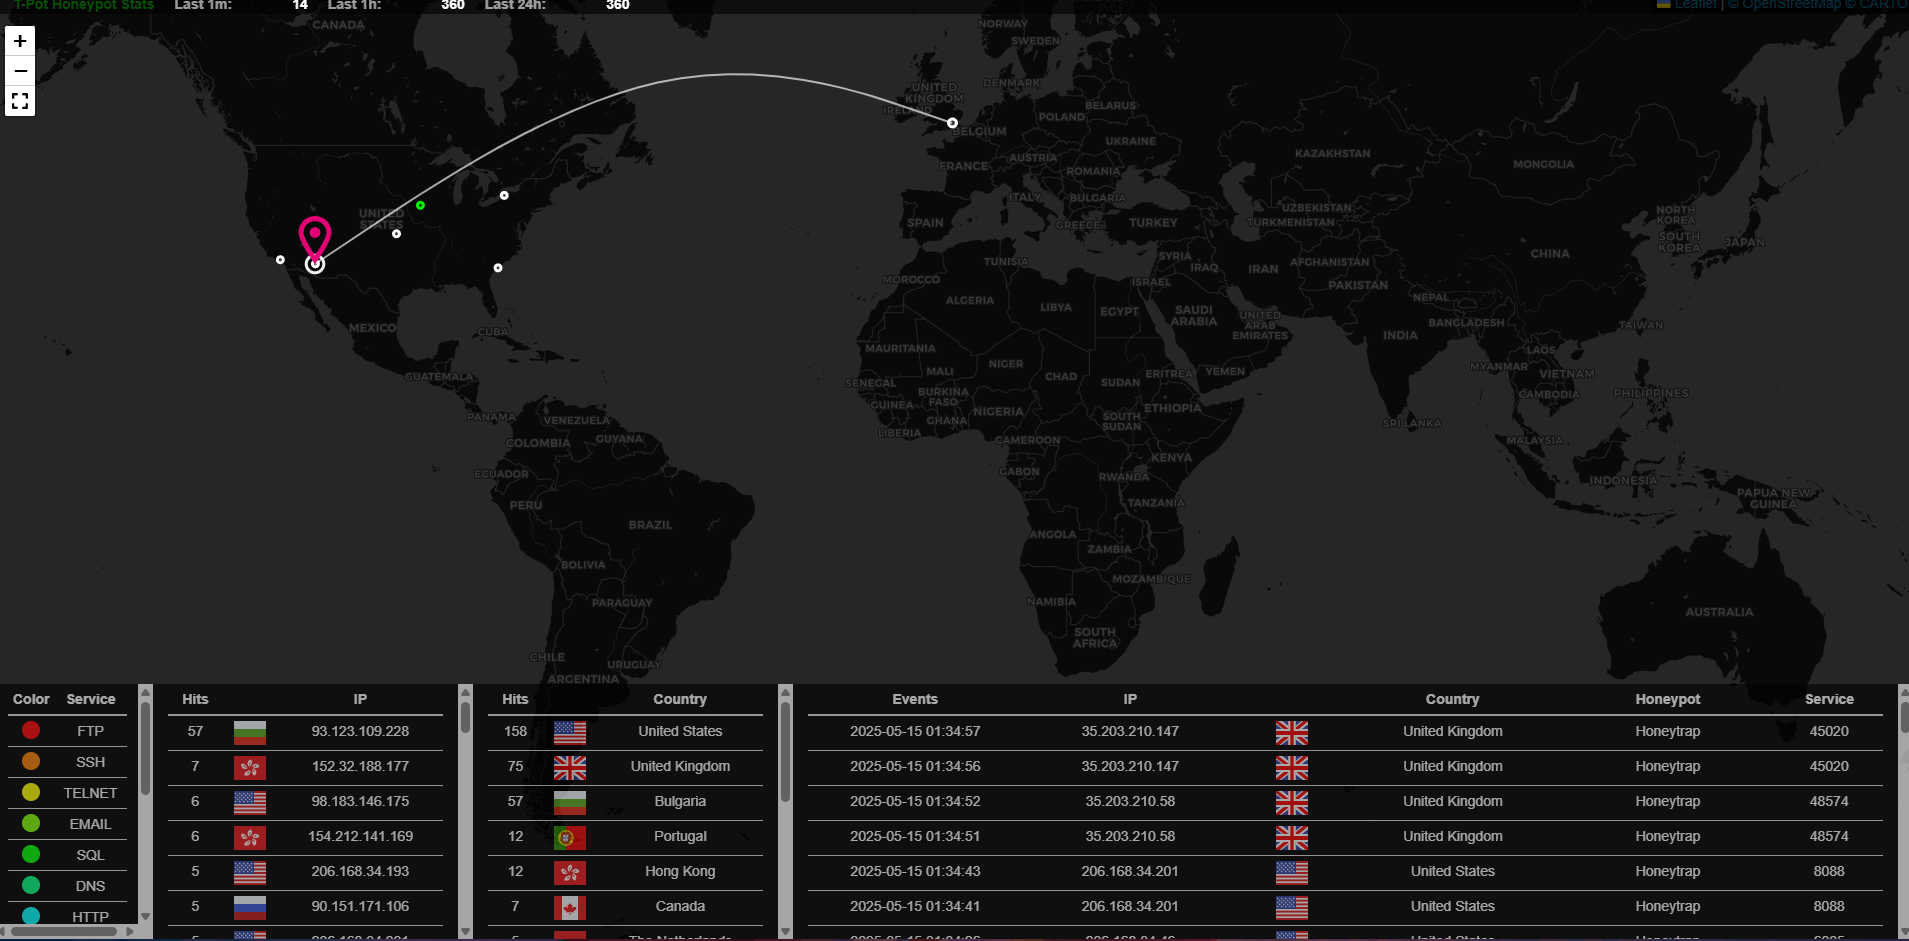 T-Pot Honeypot Stats Last 1m: 14 Last 1h: 360 Last 24h: 360
Leaflet | © OpenStreetMap © CARTO
+
−
CANADA
NORWAY
SWEDEN
UNITED KINGDOM
DENMARK
IRELAND
BELARUS
POLAND
BELGIUM
UKRAINE
AUSTRIA
KAZAKHSTAN
MONGOLIA
FRANCE
ROMANIA
ITALY
BULGARIA
UZBEKISTAN
UNITED STATES
SPAIN
GREECE
TURKEY
TURKMENISTAN
NORTH KOREA
SOUTH KOREA
JAPAN
CHINA
TUNISIA
SYRIA
IRAQ
IRAN
AFGHANISTAN
MOROCCO
ISRAEL
PAKISTAN
ALGERIA
LIBYA
EGYPT
NEPAL
SAUDI ARABIA
UNITED ARAB EMIRATES
BANGLADESH
TAIWAN
MEXICO
CUBA
INDIA
MAURITANIA
LAOS
NIGER
MALI
MYANMAR
GUATEMALA
CHAD
SUDAN
ERITREA
YEMEN
VIETNAM
SENEGAL
BURKINA FASO
CAMBODIA
PHILIPPINES
GUINEA
NIGERIA
ETHIOPIA
PANAMA
VENEZUELA
GHANA
SOUTH SUDAN
SRI LANKA
LIBERIA
COLOMBIA
GUYANA
CAMEROON
MALAYSIA
KENYA
ECUADOR
GABON
RWANDA
INDONESIA
PERU
TANZANIA
PAPUA NEW GUINEA
BRAZIL
ANGOLA
ZAMBIA
BOLIVIA
MOZAMBIQUE
PARAGUAY
NAMIBIA
AUSTRALIA
SOUTH AFRICA
CHILE
URUGUAY
ARGENTINA
Color Service
FTP
SSH
TELNET
EMAIL
SQL
DNS
HTTP
Hits IP
57 93.123.109.228
7 152.32.188.177
6 98.183.146.175
6 154.212.141.169
5 206.168.34.193
5 90.151.171.106
Hits Country
158 United States
75 United Kingdom
57 Bulgaria
12 Portugal
12 Hong Kong
7 Canada
Events IP Country Honeypot Service
2025-05-15 01:34:57 35.203.210.147 United Kingdom Honeytrap 45020
2025-05-15 01:34:56 35.203.210.147 United Kingdom Honeytrap 45020
2025-05-15 01:34:52 35.203.210.58 United Kingdom Honeytrap 48574
2025-05-15 01:34:51 35.203.210.58 United Kingdom Honeytrap 48574
2025-05-15 01:34:43 206.168.34.201 United States Honeytrap 8088
2025-05-15 01:34:41 206.168.34.201 United States Honeytrap 8088